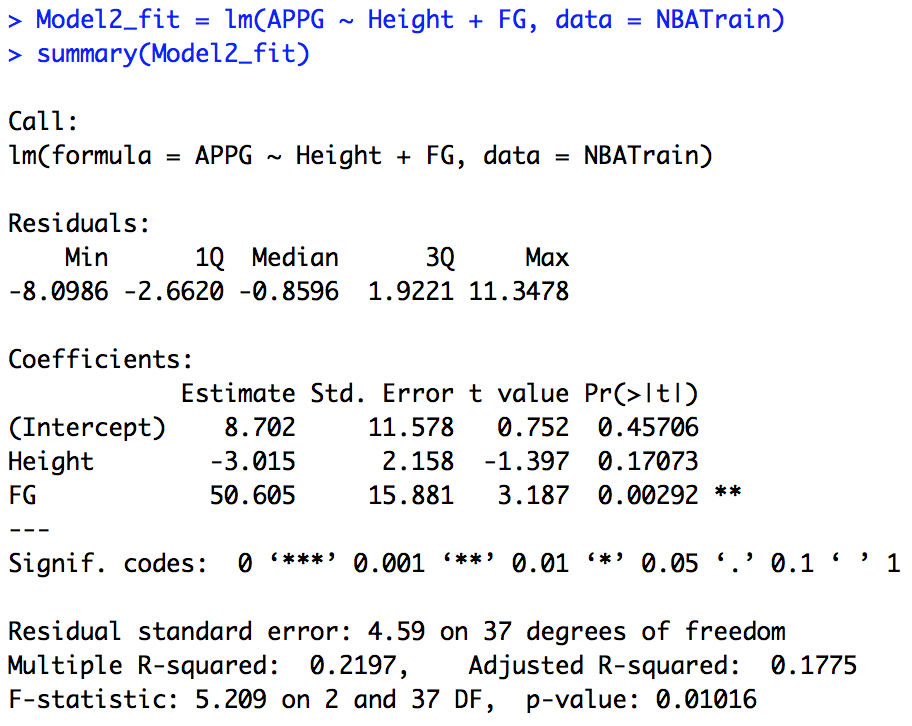 > Model2_fit = lm(APPG ~ Height + FG, data = NBATrain)
> summary(Model2_fit)
Call:
lm(formula = APPG ~ Height + FG, data = NBATrain)
Residuals:
    Min      1Q  Median      3Q     Max
-8.0986 -2.6620 -0.8596  1.9221 11.3478
Coefficients:
            Estimate Std. Error t value Pr(>|t|)
(Intercept)    8.702     11.578   0.752  0.45706
Height        -3.015      2.158  -1.397  0.17073
FG            50.605     15.881   3.187  0.00292 **
---
Signif. codes:  0 ‘***’ 0.001 ‘**’ 0.01 ‘*’ 0.05 ‘.’ 0.1 ‘ ’ 1
Residual standard error: 4.59 on 37 degrees of freedom
Multiple R-squared:  0.2197,    Adjusted R-squared:  0.1775
F-statistic: 5.209 on 2 and 37 DF,  p-value: 0.01016